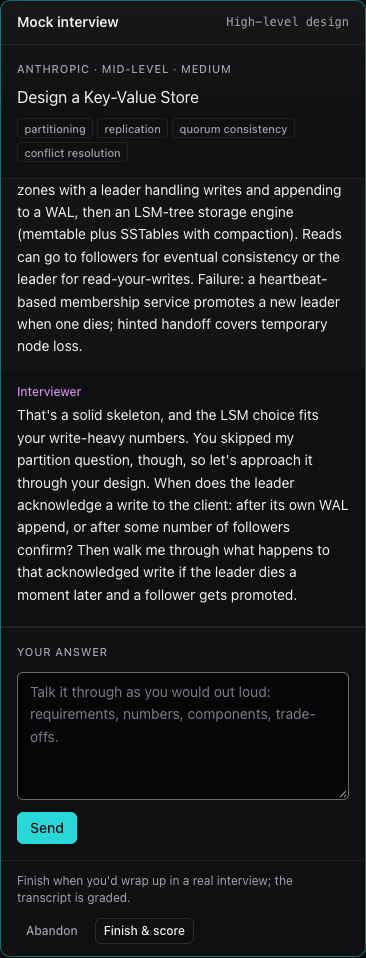 Mock interview
High-level design
ANTHROPIC · MID-LEVEL · MEDIUM
Design a Key-Value Store
partitioning
replication
quorum consistency
conflict resolution
zones with a leader handling writes and appending
to a WAL, then an LSM-tree storage engine
(memtable plus SSTables with compaction). Reads
can go to followers for eventual consistency or the
leader for read-your-writes. Failure: a heartbeat-
based membership service promotes a new leader
when one dies; hinted handoff covers temporary
node loss.
Interviewer
That's a solid skeleton, and the LSM choice fits
your write-heavy numbers. You skipped my
partition question, though, so let's approach it
through your design. When does the leader
acknowledge a write to the client: after its own WAL
append, or after some number of followers
confirm? Then walk me through what happens to
that acknowledged write if the leader dies a
moment later and a follower gets promoted.
YOUR ANSWER
Talk it through as you would out loud:
requirements, numbers, components, trade-
offs.
Send
Finish when you'd wrap up in a real interview; the
transcript is graded.
Abandon
Finish & score